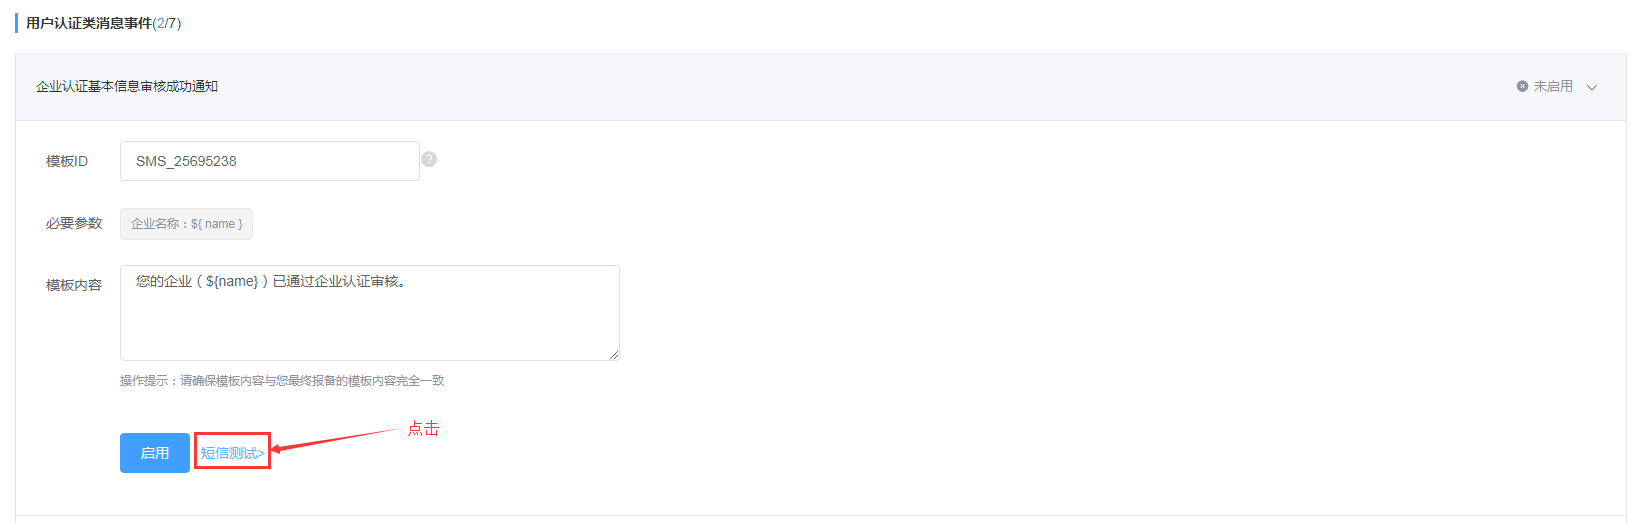 用户认证类消息事件(2/7)
企业认证基本信息审核成功通知
未启用
模板ID
SMS_25695238
?
必要参数
企业名称：${ name }
模板内容
您的企业（${name}）已通过企业认证审核。
操作提示：请确保模板内容与您最终报备的模板内容完全一致
点击
启用
短信测试>